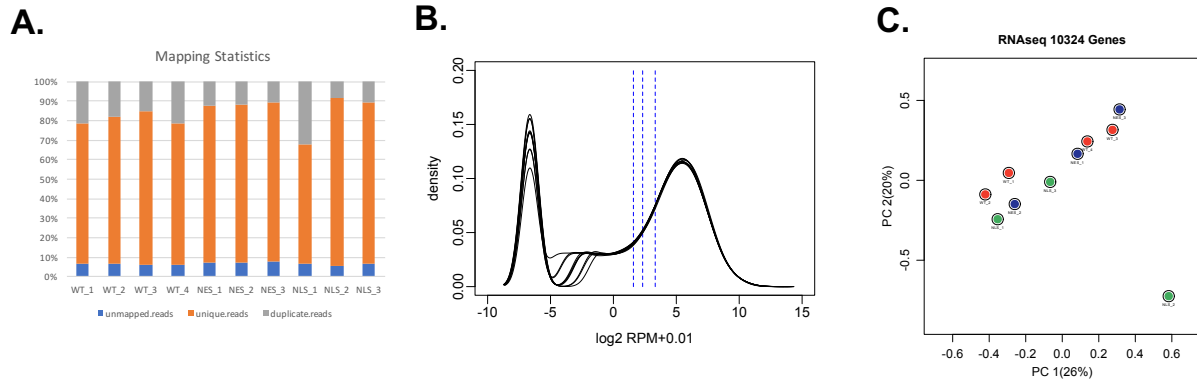 A.
Mapping Statistics
100%
90%
80%
70%
60%
50%
40%
30%
20%
10%
0%
WT_1 WT_2 WT_3 WT_4 NES_1 NES_2 NES_3 NLS_1 NLS_2 NLS_3
unmapped.reads unique.reads duplicate.reads
B.
density
0.20
0.15
0.10
0.05
0.00
-10 -5 0 5 10 15
log2 RPM+0.01
C.
RNAseq 10324 Genes
PC 2(20%)
0.5
0.0
-0.5
WT_1
NES_1
NES_2
NLS_1
-0.6 -0.4 -0.2 0.0 0.2 0.4 0.6
PC 1(26%)